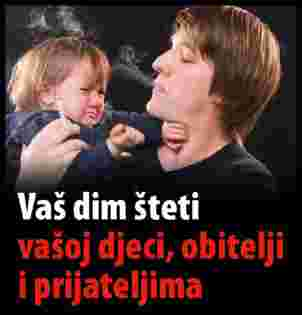 Vaš dim šteti
vašoj djeci, obitelji
i prijateljima